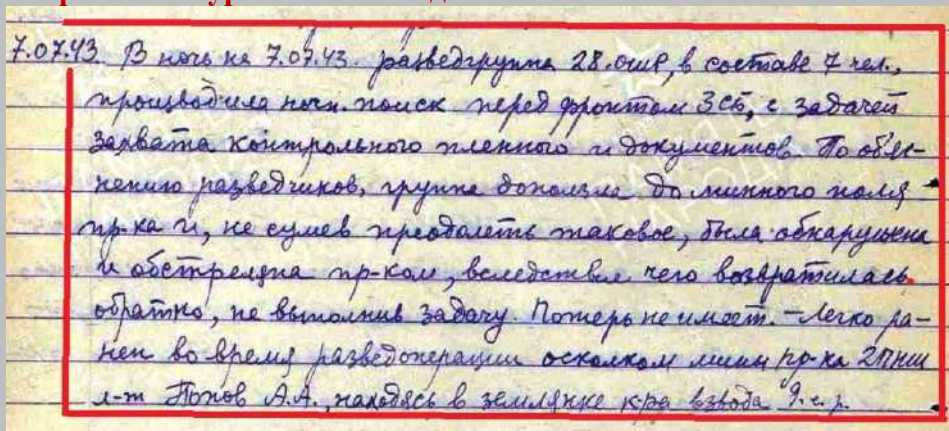 7.07.43 В ночь на 7.07.43. разведгруппа 28.ошб, в составе 7 чел.,
производила ночн. поиск перед фронтом 3СБ, с задачей
захвата контрольного пленного и документов. По объяс-
нению разведчиков, группа доползла до минного поля
пр-ка и, не сумев преодолеть таковое, была обнаружена
и обстреляна пр-ком, вследствие чего возвратилась
обратно, не выполнив задачу. Потерь не имеет. - Легко ра-
нен во время разведоперации осколком мины пр-ка 2ПНШ
л-т Попов А.А., находясь в землянке к-ра взвода 9.с.р.